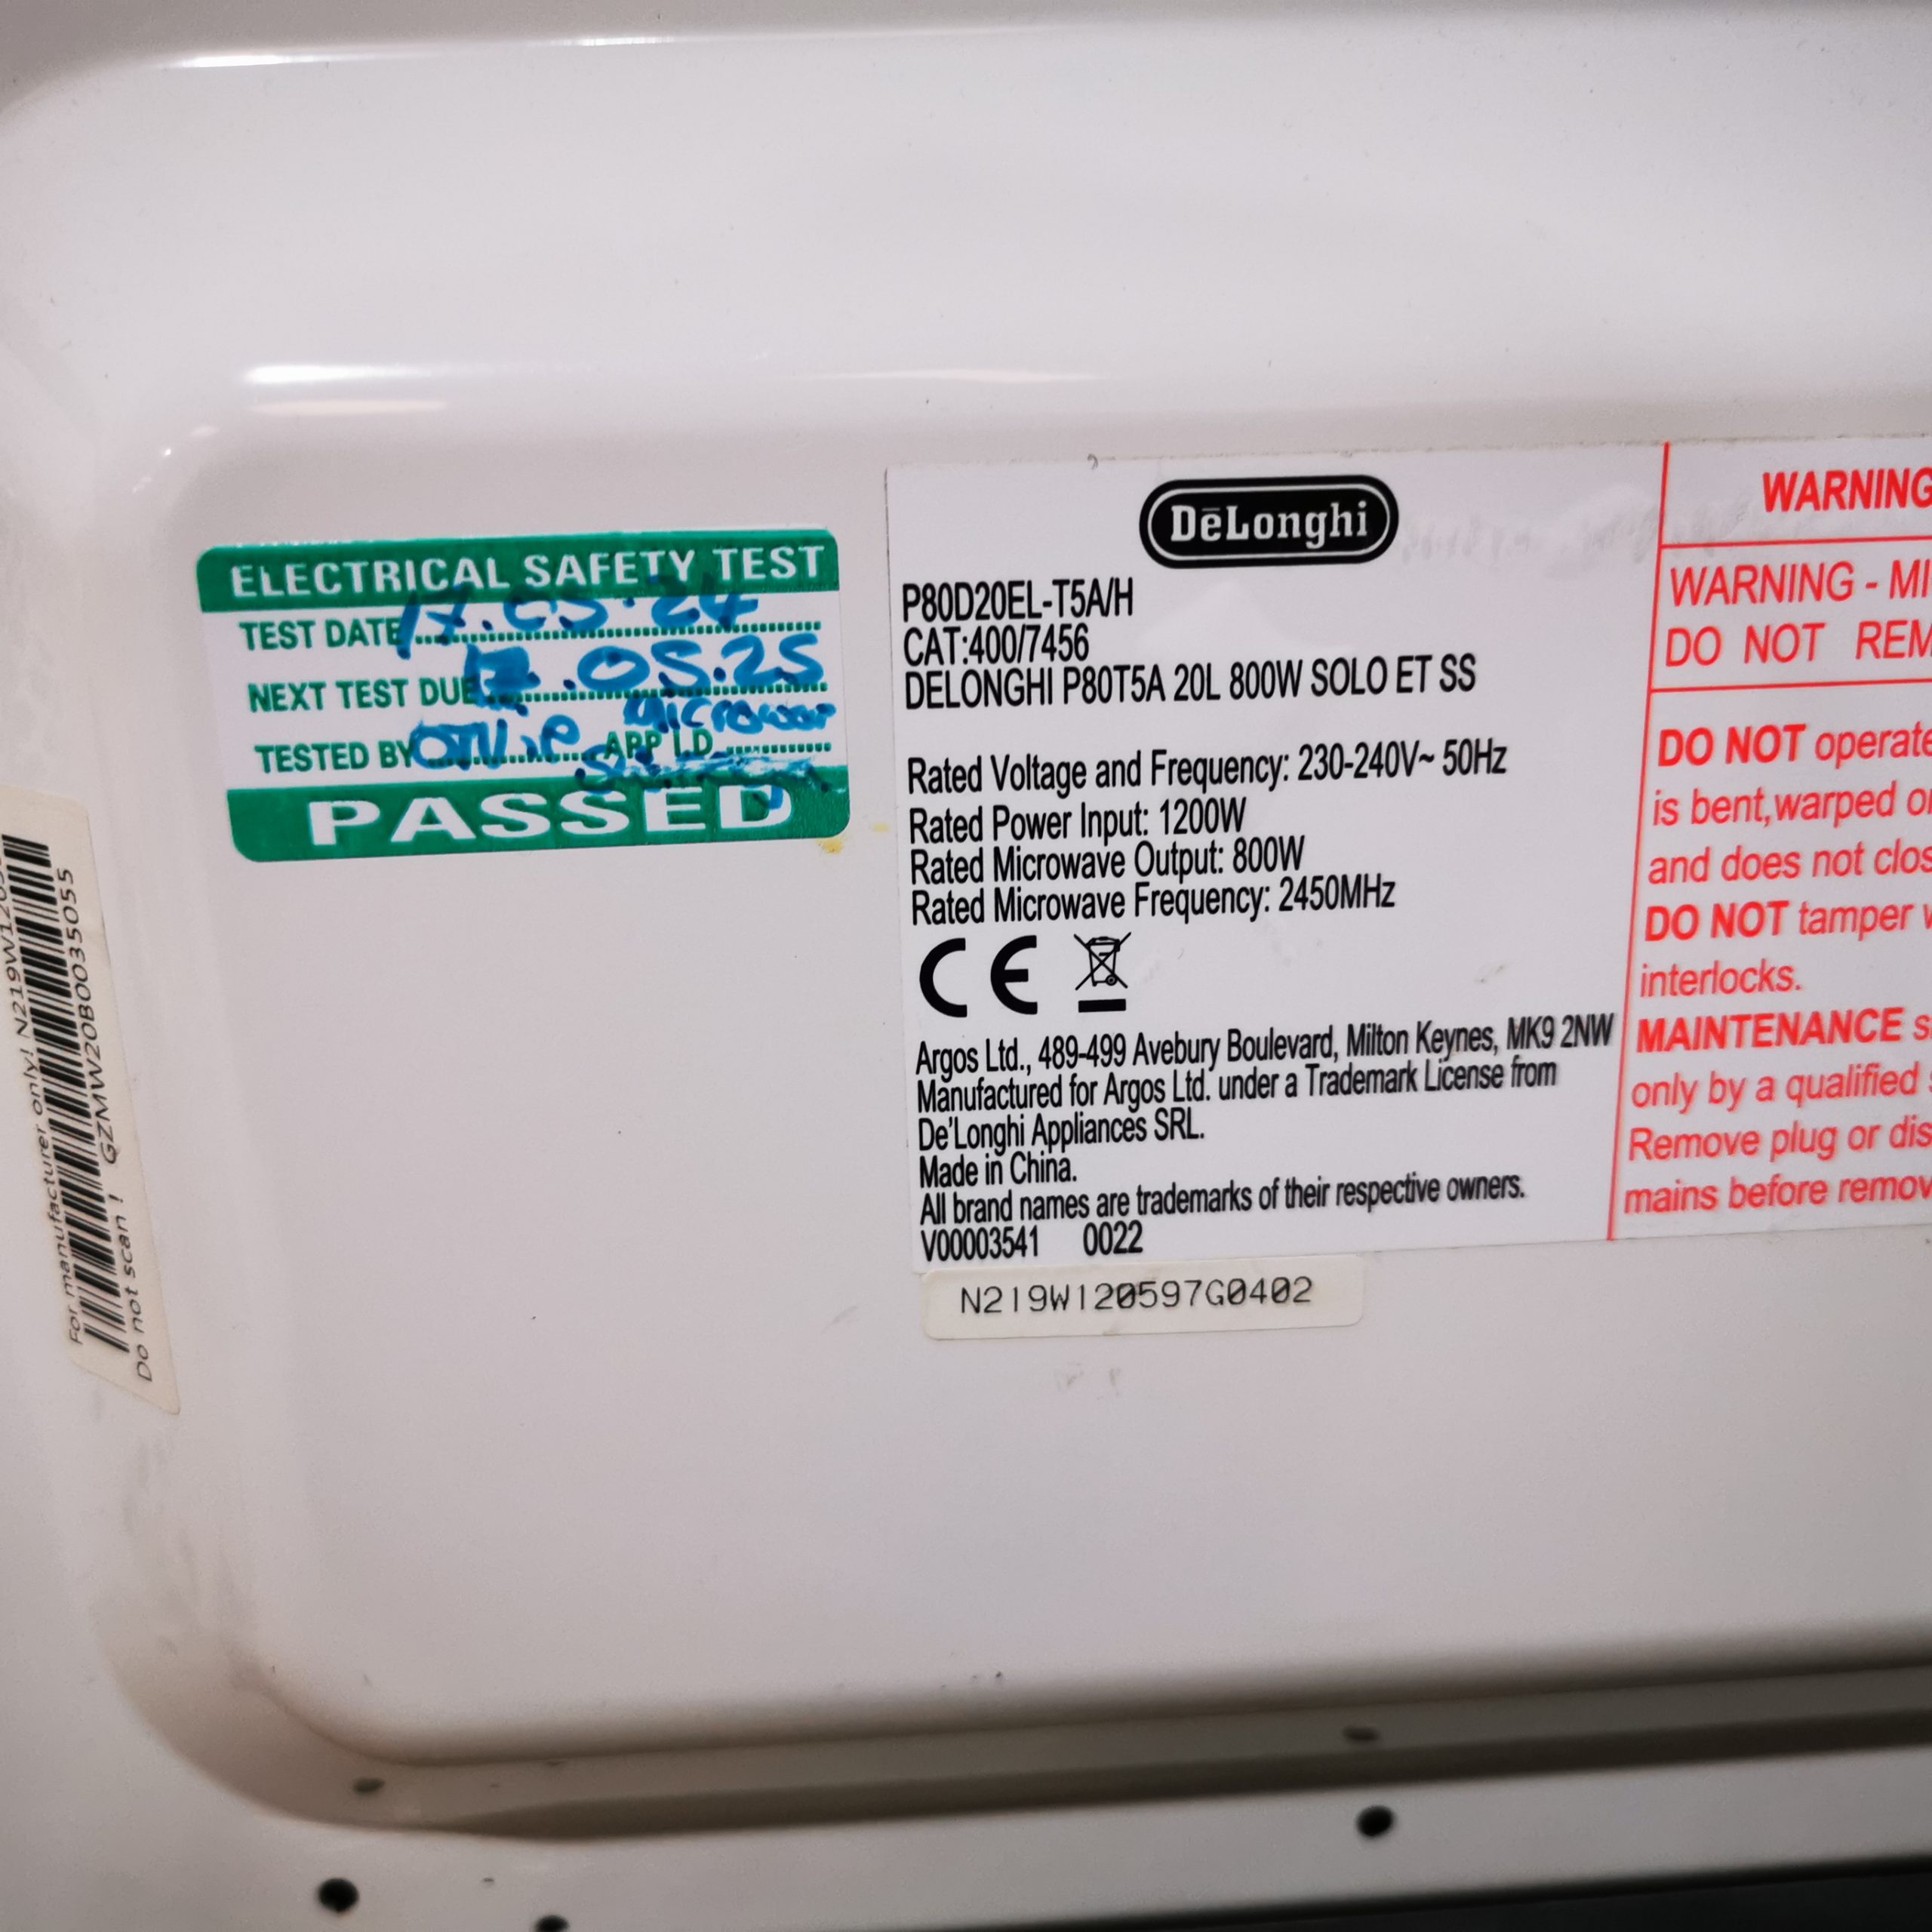 ELECTRICAL SAFETY TEST
TEST DATE 17.05.24
NEXT TEST DUE 17.05.25
TESTED BY Ollie APP I.D. Microwave
PASSED
DēLonghi
P80D20EL-T5A/H
CAT:400/7456
DELONGHI P80T5A 20L 800W SOLO ET SS
Rated Voltage and Frequency: 230-240V~ 50Hz
Rated Power Input: 1200W
Rated Microwave Output: 800W
Rated Microwave Frequency: 2450MHz
CE
Argos Ltd., 489-499 Avebury Boulevard, Milton Keynes, MK9 2NW
Manufactured for Argos Ltd. under a Trademark License from
De'Longhi Appliances SRL.
Made in China.
All brand names are trademarks of their respective owners.
V00003541 0022
N219W120597G0402
WARNING
WARNING - MI
DO NOT REM
DO NOT operate
is bent,warped or
and does not clos
DO NOT tamper w
interlocks.
MAINTENANCE s
only by a qualified s
Remove plug or dis
mains before remov
For manufacturer only! N219W1205
Do not scan ! GZMW20B0035055